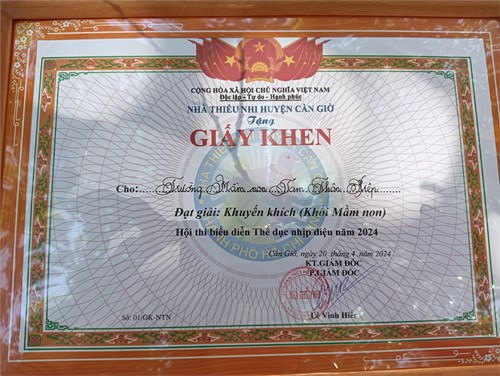 CỘNG HÒA XÃ HỘI CHỦ NGHĨA VIỆT NAM
Độc lập - Tự do - Hạnh phúc
NHÀ THIẾU NHI HUYỆN CẦN GIỜ
Tặng
GIẤY KHEN
Cho:.....Trường Mầm non Tam Thôn Hiệp........
Đạt giải: Khuyến khích (Khối Mầm non)
Hội thi biểu diễn Thể dục nhịp điệu năm 2024
Cần Giờ, ngày 20 tháng 4 năm 2024
KT.GIÁM ĐỐC
P.GIÁM ĐỐC
NHÀ THIẾU NHI
Số: 01/GK-NTN
Lê Vinh Hiển